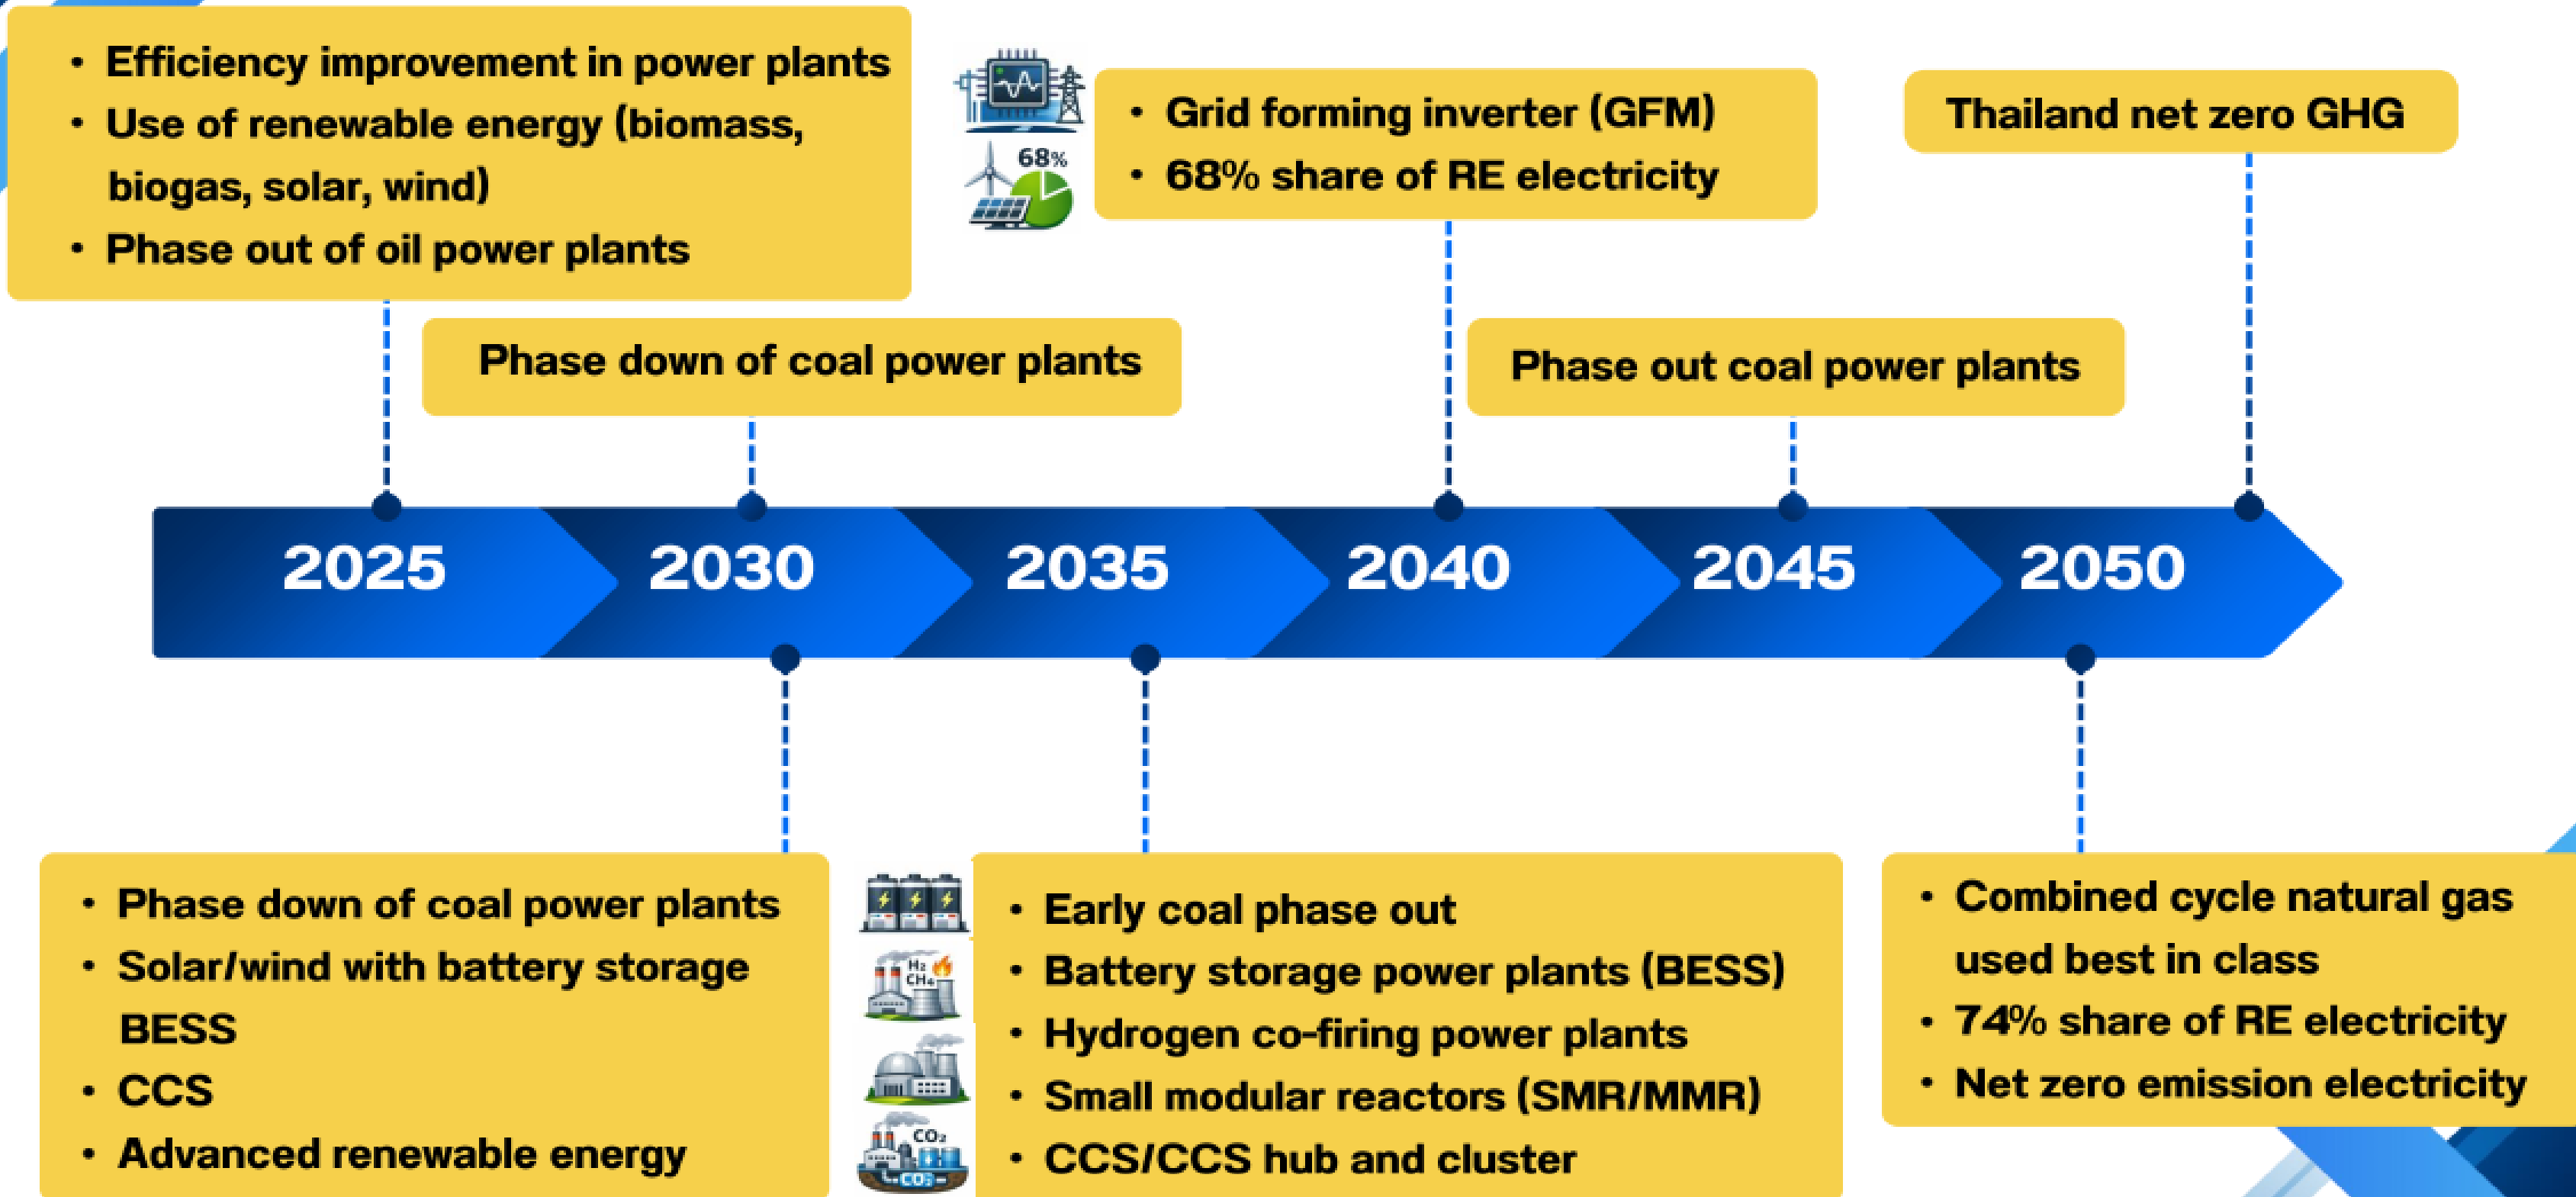 • Efficiency improvement in power plants
• Use of renewable energy (biomass,
biogas, solar, wind)
• Phase out of oil power plants
68%
• Grid forming inverter (GFM)
• 68% share of RE electricity
Thailand net zero GHG
Phase down of coal power plants
Phase out coal power plants
2025
2030
2035
2040
2045
2050
• Phase down of coal power plants
• Solar/wind with battery storage
BESS
• CCS
• Advanced renewable energy
H₂
CH₄
CO₂
CO₂
• Early coal phase out
• Battery storage power plants (BESS)
• Hydrogen co-firing power plants
• Small modular reactors (SMR/MMR)
• CCS/CCS hub and cluster
• Combined cycle natural gas
used best in class
• 74% share of RE electricity
• Net zero emission electricity